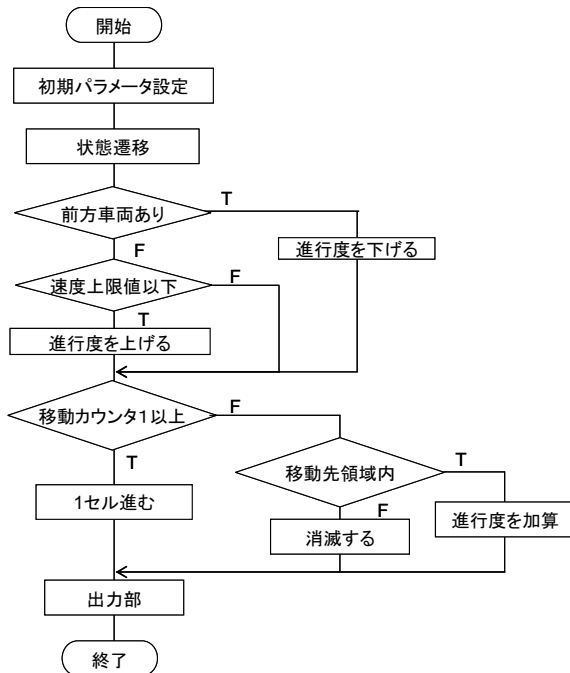 開始
初期パラメータ設定
状態遷移
前方車両あり
T
進行度を下げる
F
速度上限値以下
F
T
進行度を上げる
移動カウンタ1以上
F
T
移動先領域内
T
1セル進む
F
消滅する
進行度を加算
出力部
終了